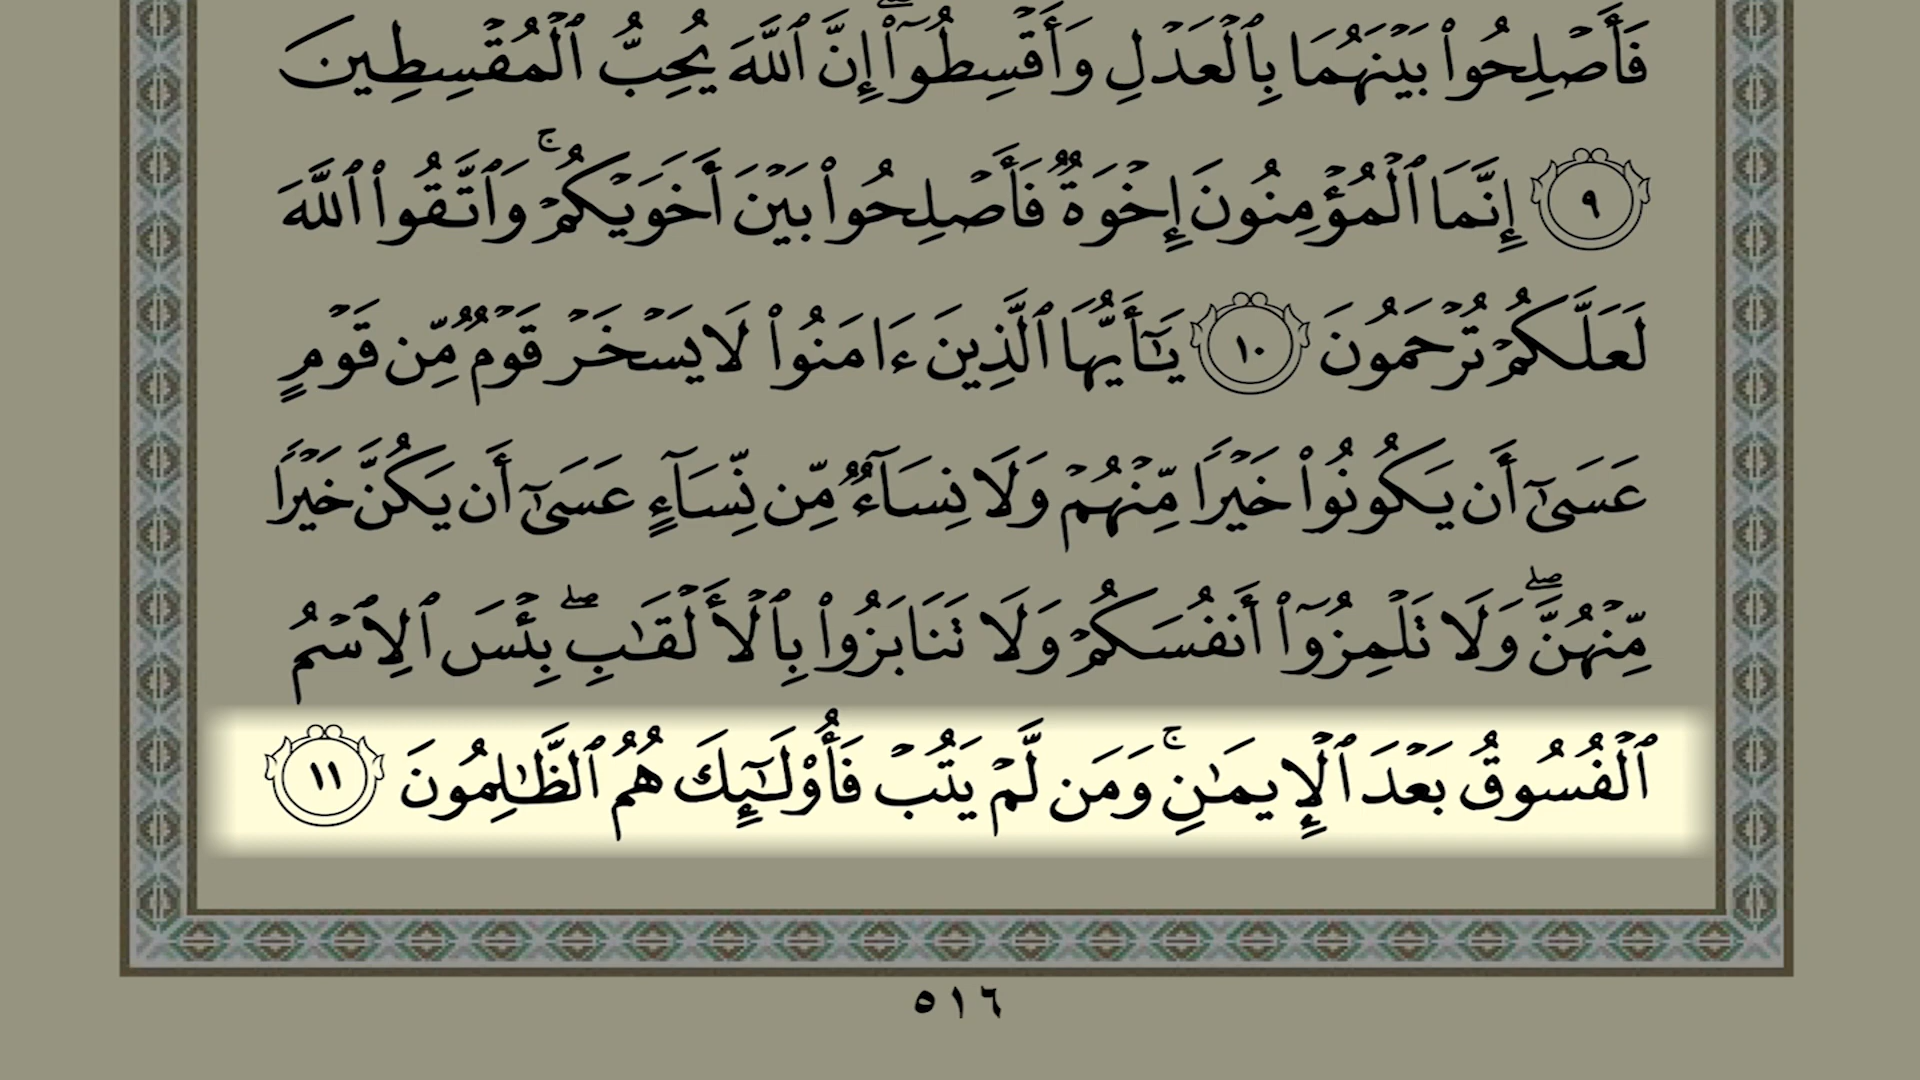 فَأَصْلِحُوا۟ بَيْنَهُمَا بِٱلْعَدْلِ وَأَقْسِطُوٓا۟ ۖ إِنَّ ٱللَّهَ يُحِبُّ ٱلْمُقْسِطِينَ
٩ إِنَّمَا ٱلْمُؤْمِنُونَ إِخْوَةٌ فَأَصْلِحُوا۟ بَيْنَ أَخَوَيْكُمْ ۚ وَٱتَّقُوا۟ ٱللَّهَ
لَعَلَّكُمْ تُرْحَمُونَ ١٠ يَـٰٓأَيُّهَا ٱلَّذِينَ ءَامَنُوا۟ لَا يَسْخَرْ قَوْمٌ مِّن قَوْمٍ
عَسَىٰٓ أَن يَكُونُوا۟ خَيْرًا مِّنْهُمْ وَلَا نِسَآءٌ مِّن نِّسَآءٍ عَسَىٰٓ أَن يَكُنَّ خَيْرًا
مِّنْهُنَّ ۖ وَلَا تَلْمِزُوٓا۟ أَنفُسَكُمْ وَلَا تَنَابَزُوا۟ بِٱلْأَلْقَـٰبِ ۖ بِئْسَ ٱلِٱسْمُ
ٱلْفُسُوقُ بَعْدَ ٱلْإِيمَـٰنِ ۚ وَمَن لَّمْ يَتُبْ فَأُو۟لَـٰٓئِكَ هُمُ ٱلظَّـٰلِمُونَ ١١
٥١٦